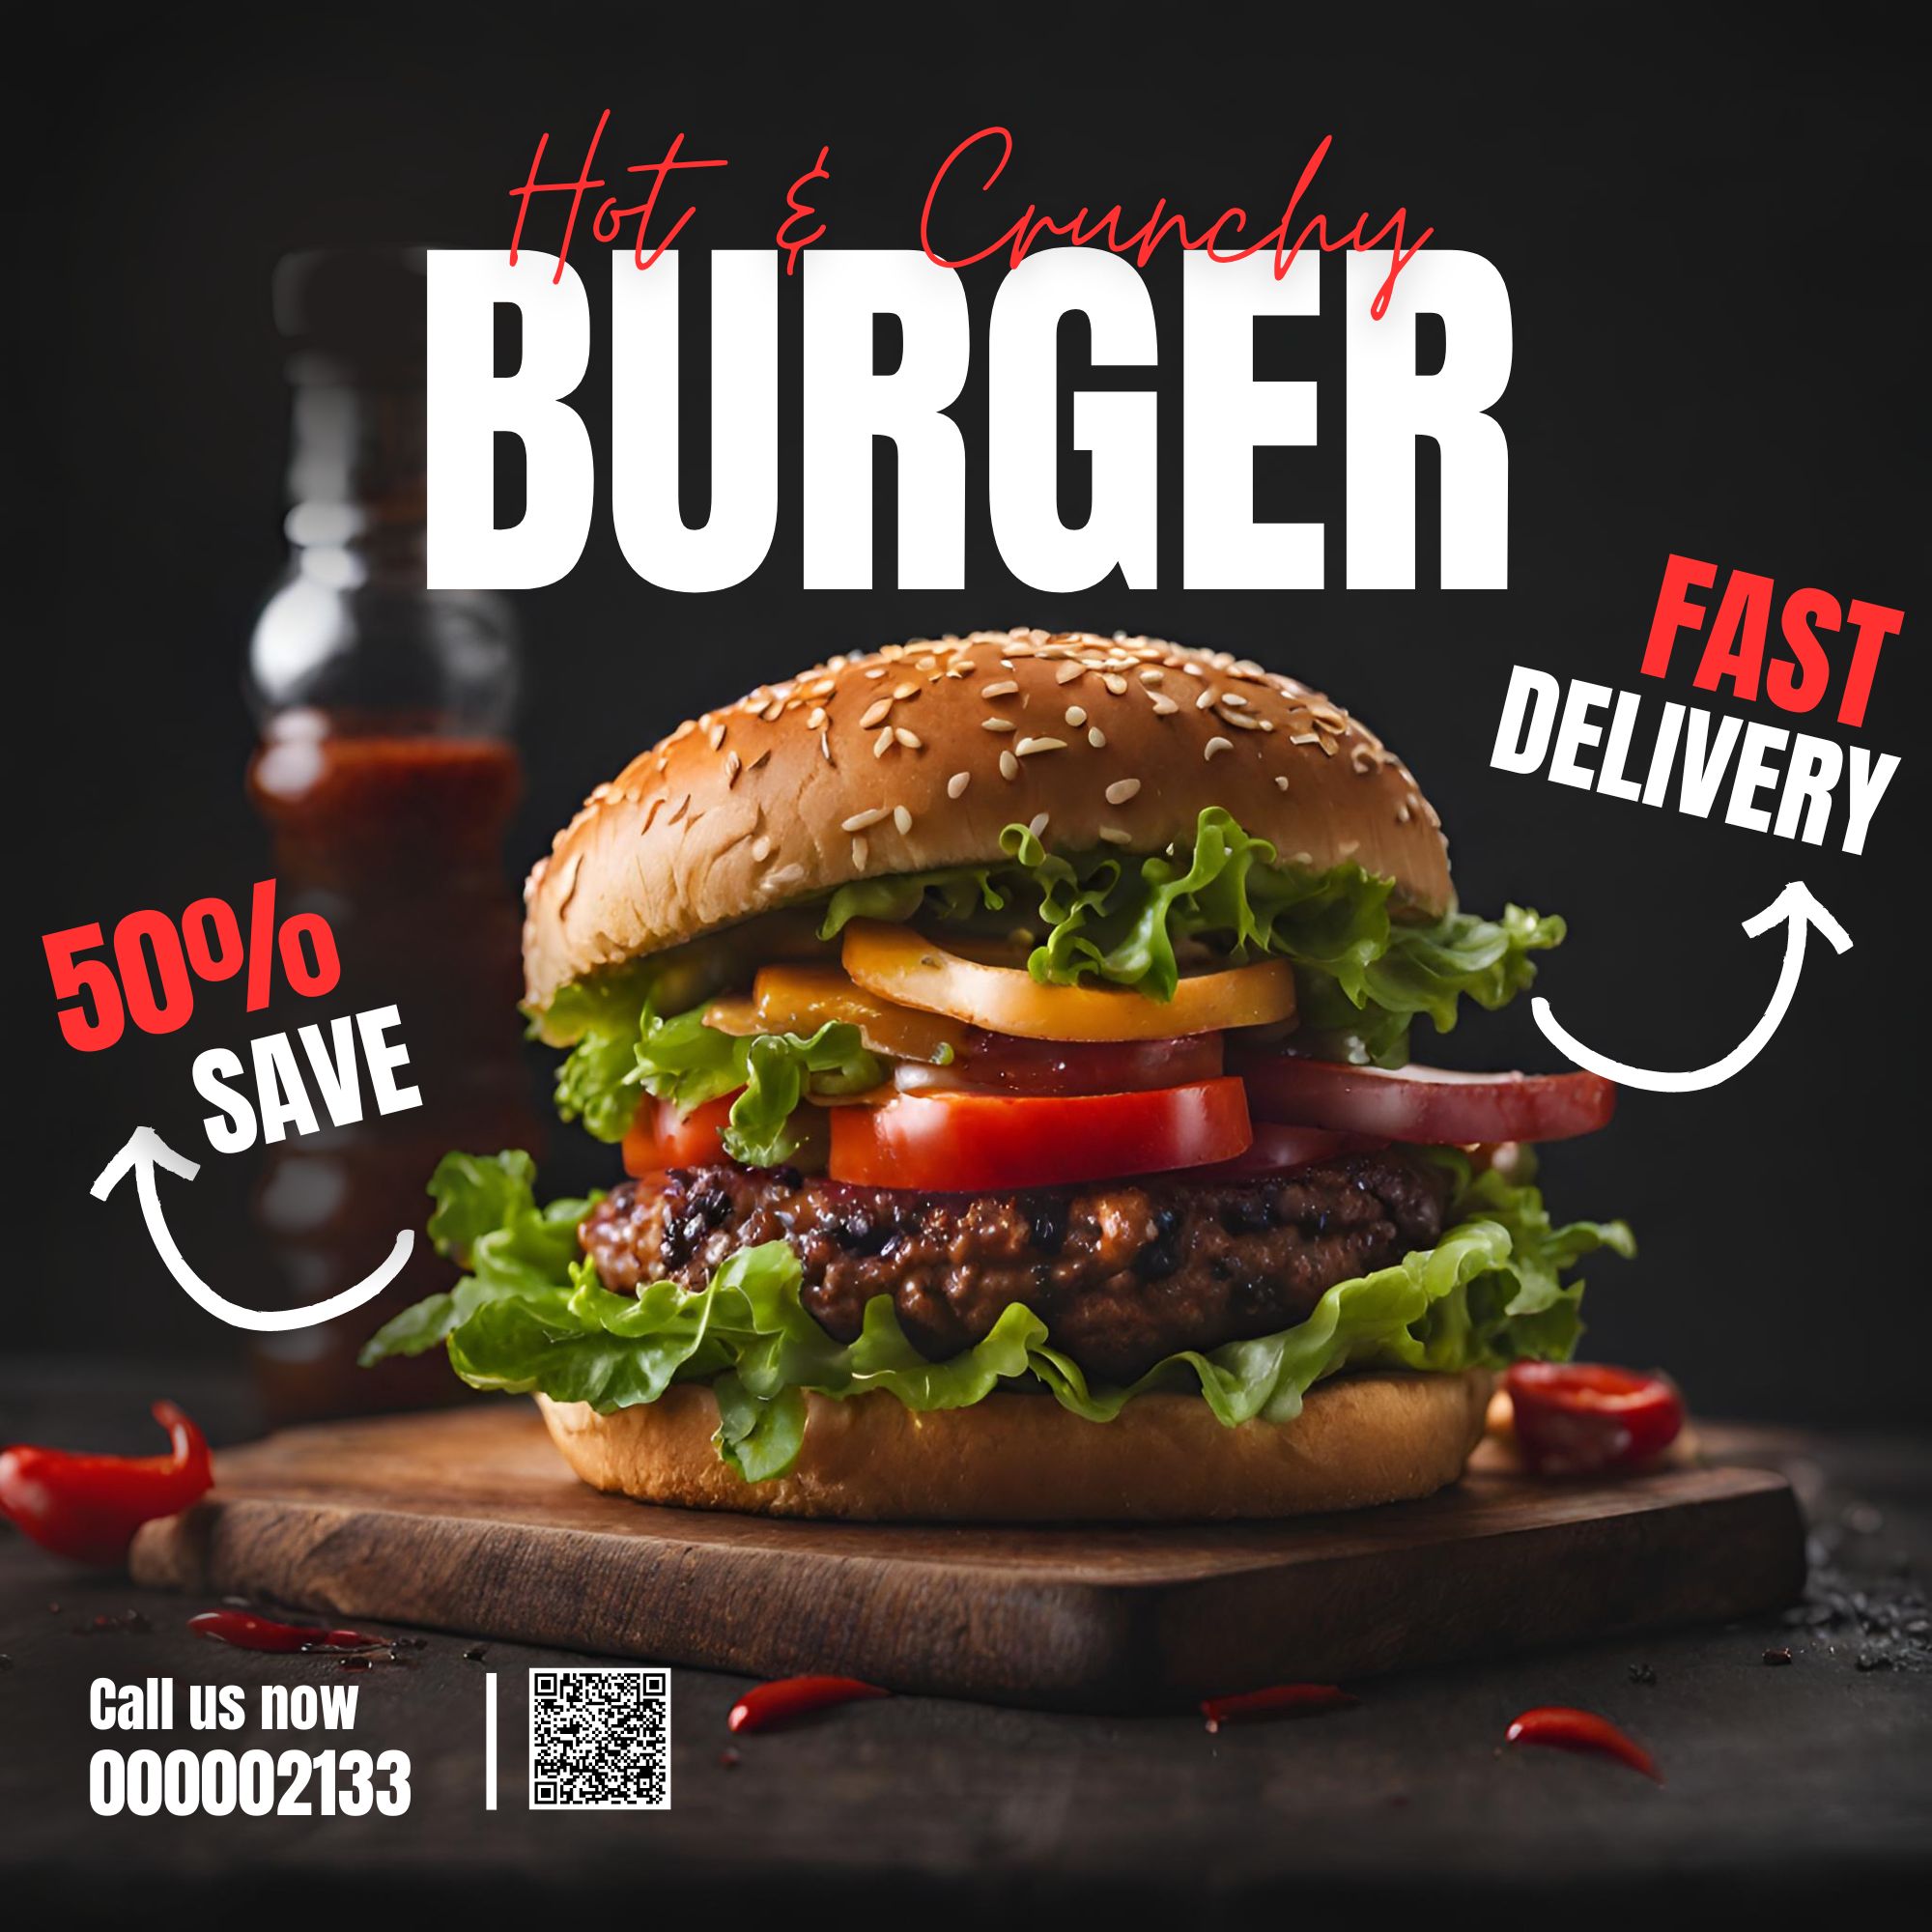 Hot & Crunchy
BURGER
FAST
DELIVERY
50%
SAVE
Call us now
000002133